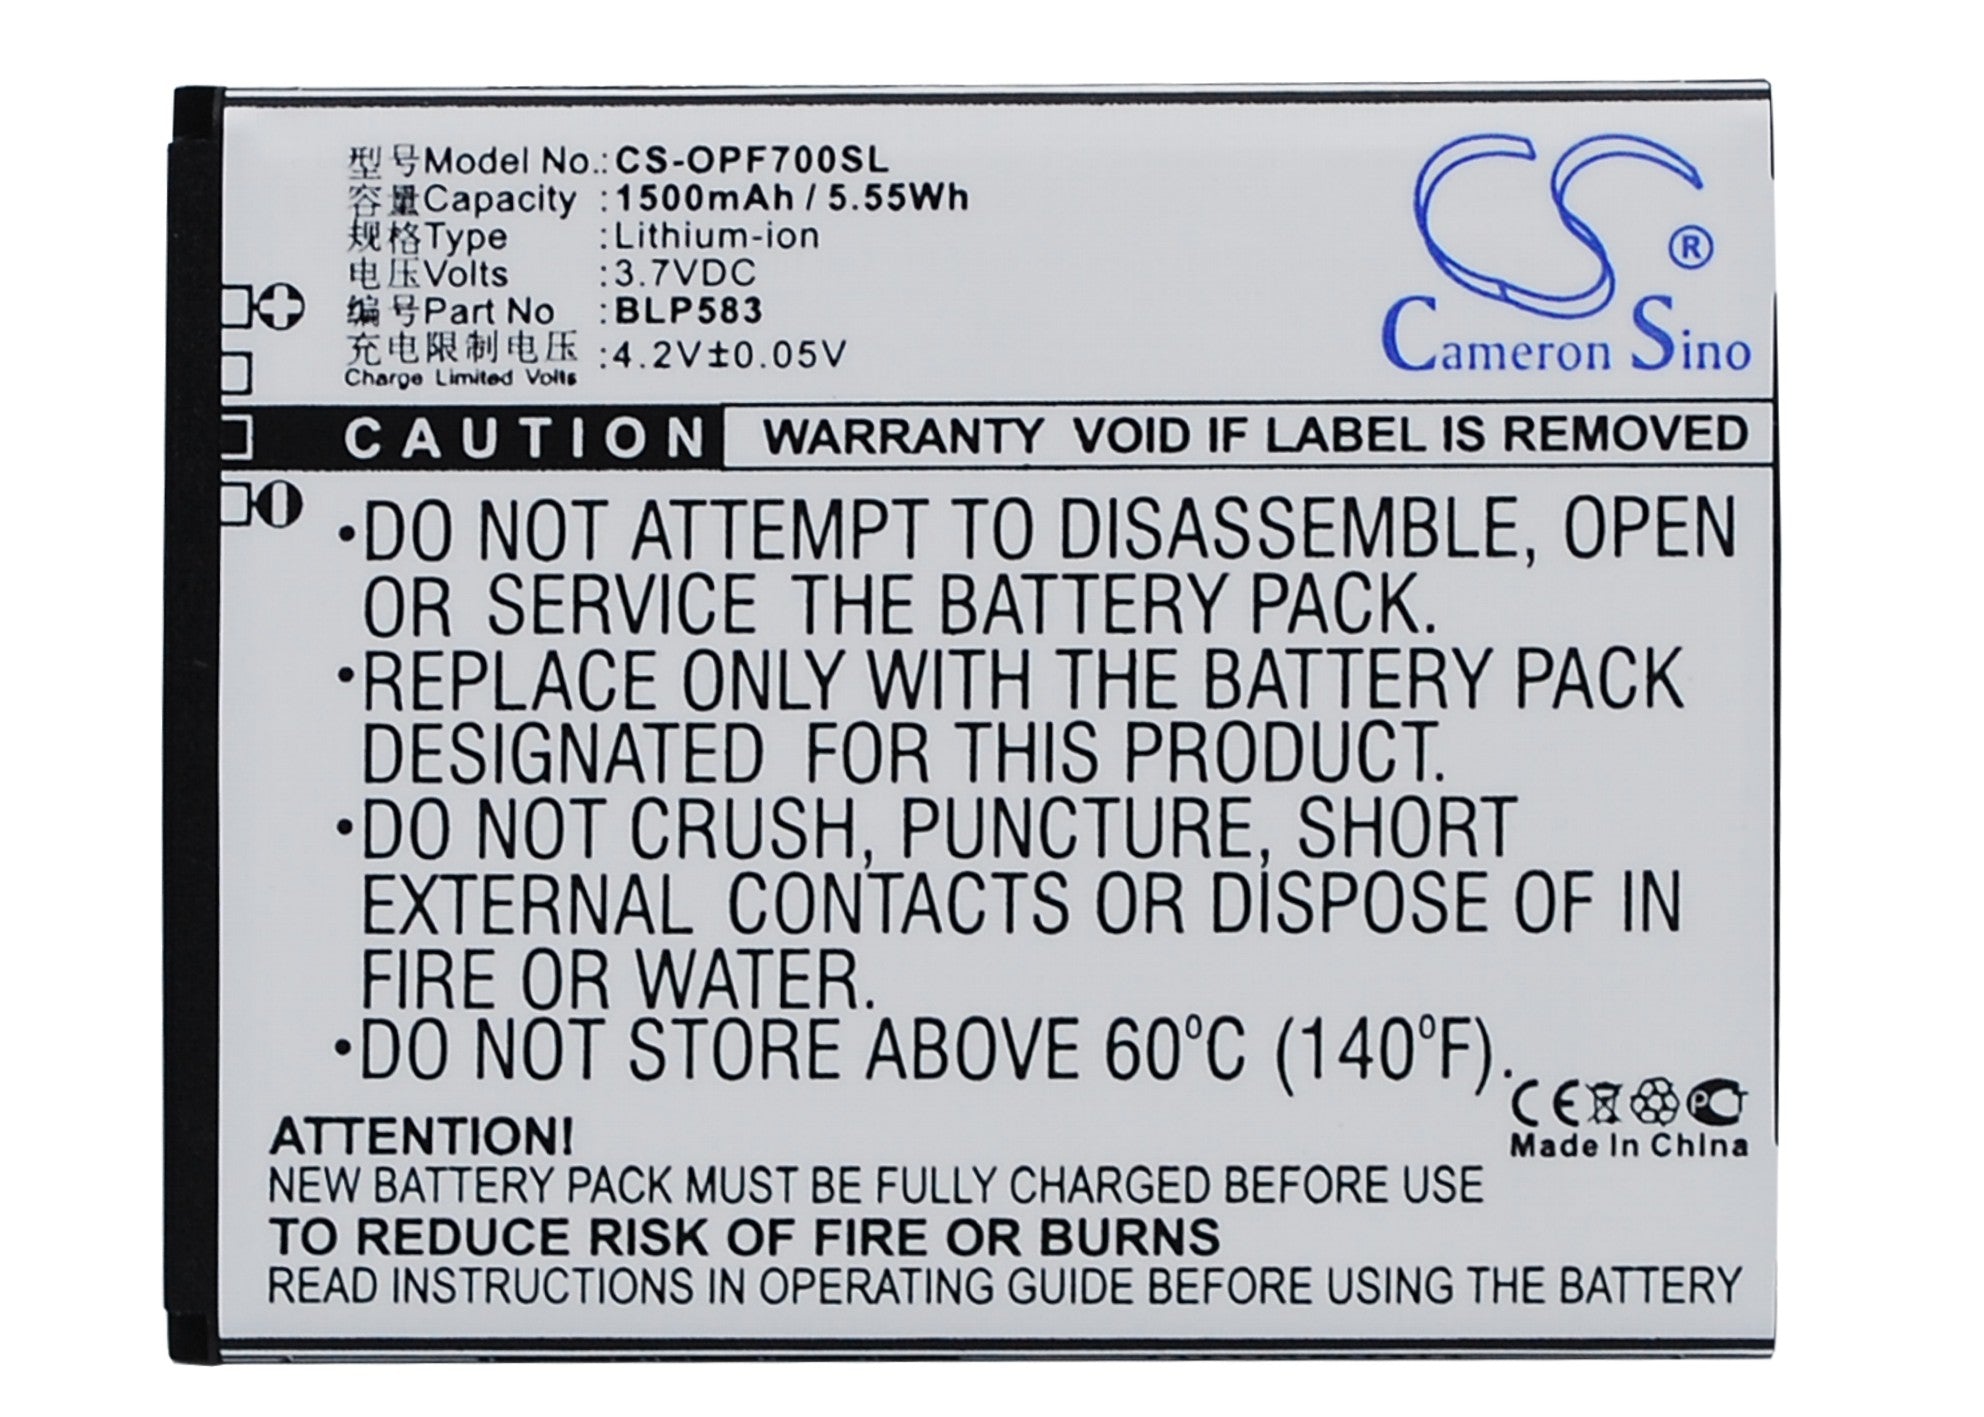 型号Model No.:CS-OPF700SL
容量Capacity :1500mAh / 5.55Wh
规格Type :Lithium-ion
电压Volts :3.7VDC
编号Part No :BLP583
充电限制电压 :4.2V±0.05V
Charge Limited Volts
CS ®
Cameron Sino
CAUTION WARRANTY VOID IF LABEL IS REMOVED
•DO NOT ATTEMPT TO DISASSEMBLE, OPEN
OR SERVICE THE BATTERY PACK.
•REPLACE ONLY WITH THE BATTERY PACK
DESIGNATED FOR THIS PRODUCT.
•DO NOT CRUSH, PUNCTURE, SHORT
EXTERNAL CONTACTS OR DISPOSE OF IN
FIRE OR WATER.
•DO NOT STORE ABOVE 60°C (140°F).
CE PCT
Made In China
ATTENTION!
NEW BATTERY PACK MUST BE FULLY CHARGED BEFORE USE
TO REDUCE RISK OF FIRE OR BURNS
READ INSTRUCTIONS IN OPERATING GUIDE BEFORE USING THE BATTERY